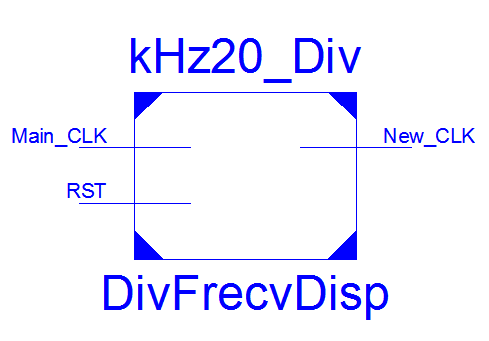 kHz20_Div
Main_CLK
New_CLK
RST
DivFrecvDisp